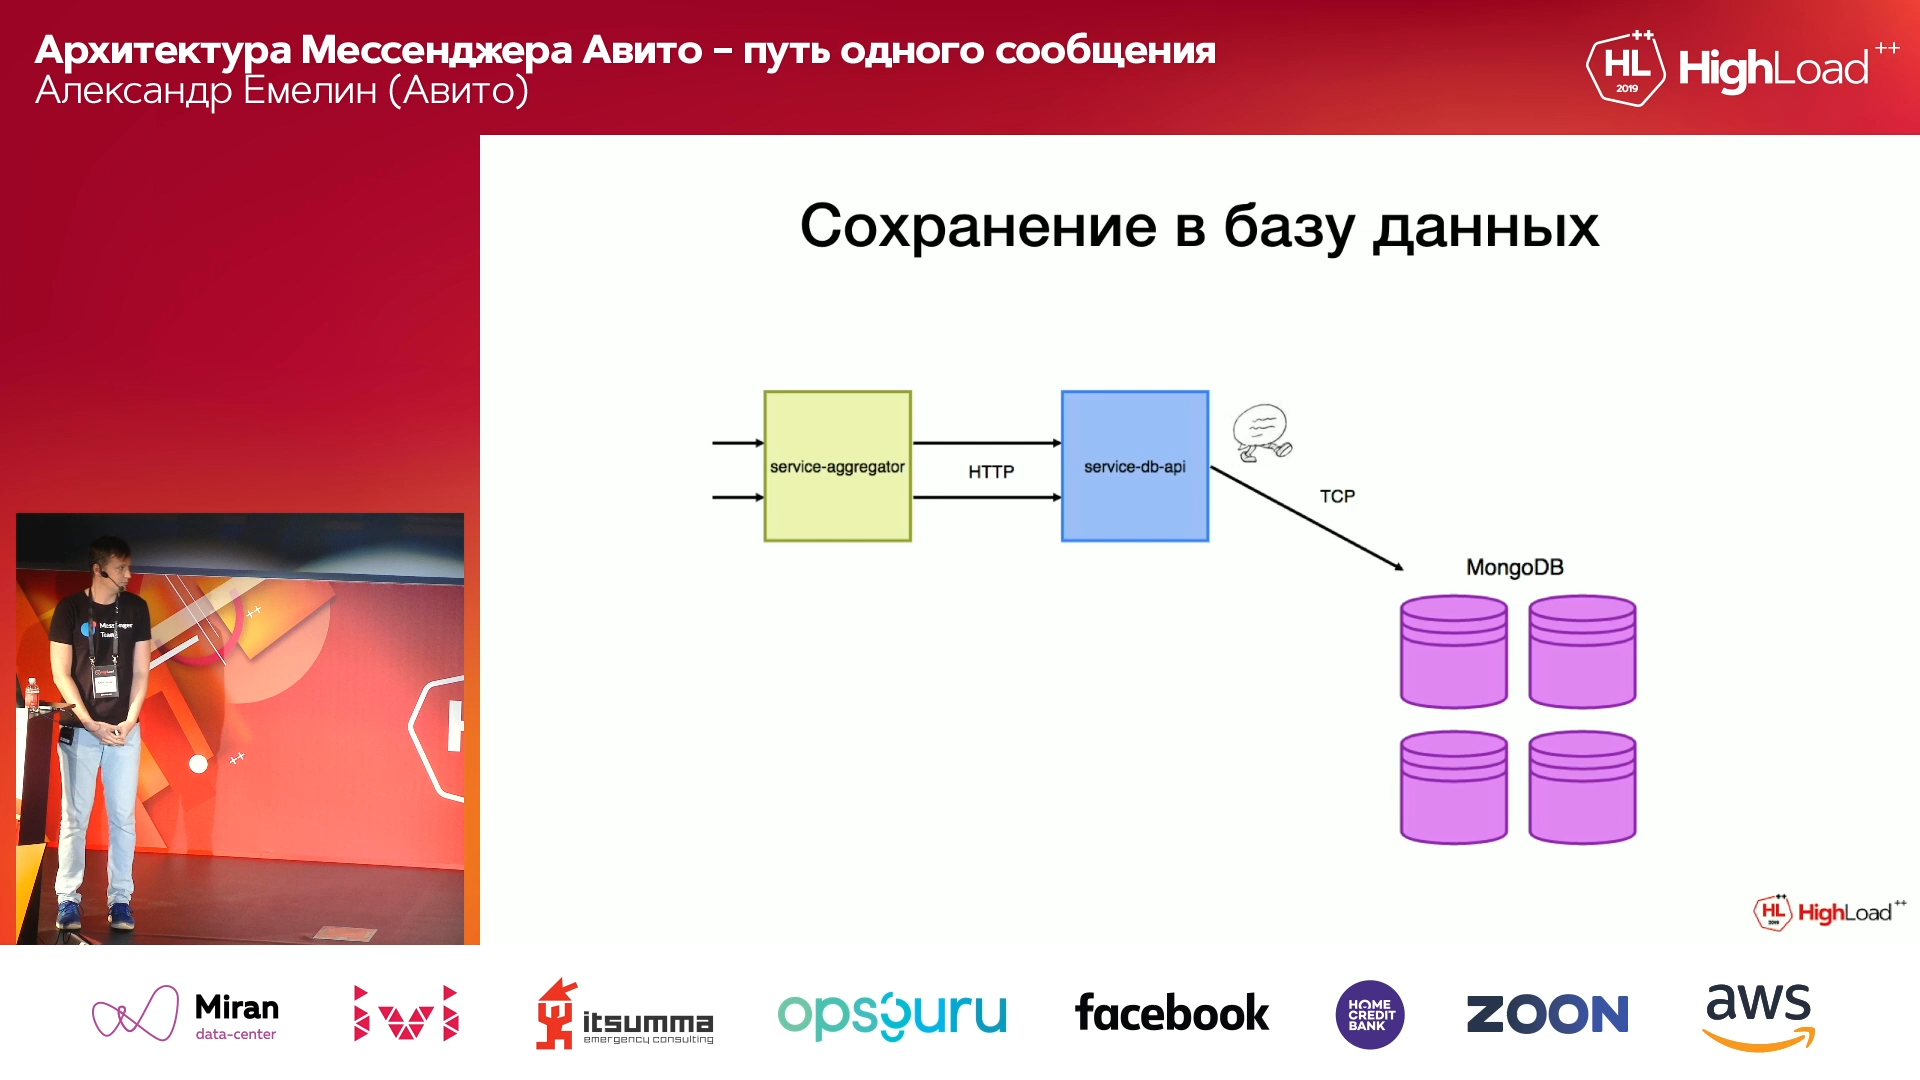 Архитектура Мессенджера Авито – путь одного сообщения
Александр Емелин (Авито)
HL
2019
HighLoad++
Сохранение в базу данных
service-aggregator
HTTP
service-db-api
TCP
MongoDB
HL
2019
HighLoad++
Miran
data-center
ivi
itsumma
emergency consulting
opsguru
facebook
HOME
CREDIT
BANK
ZOON
aws